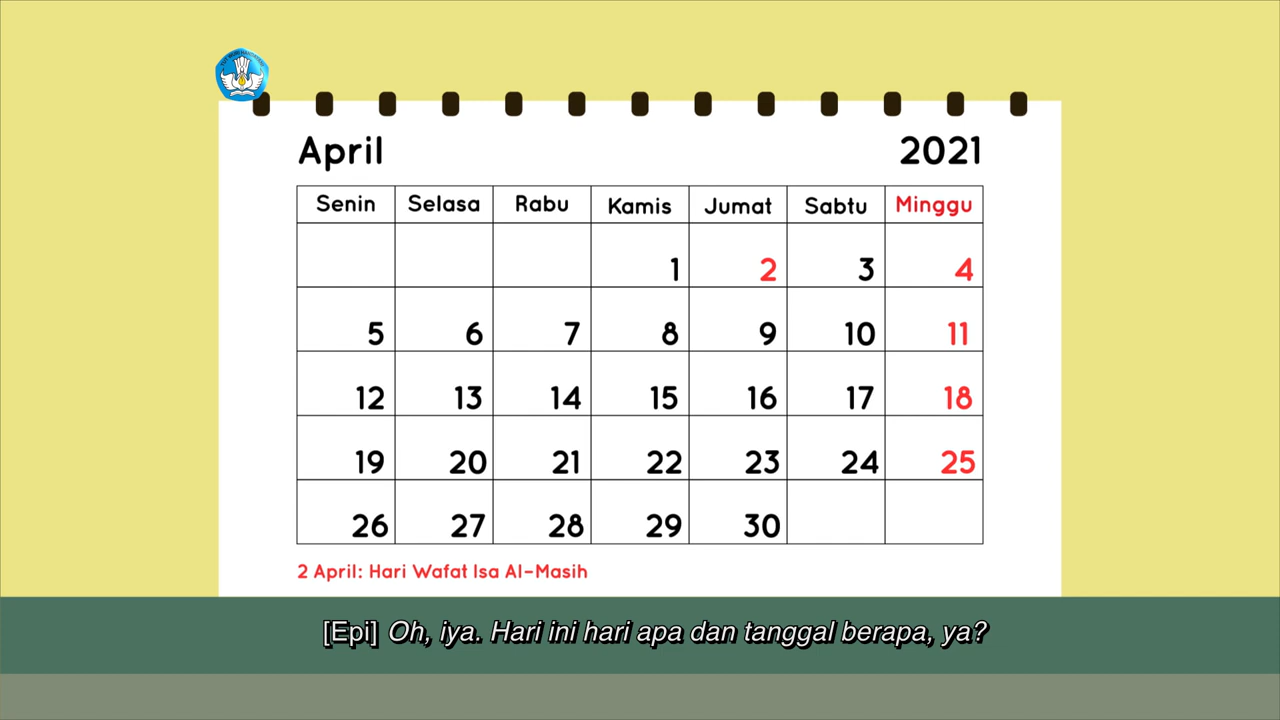 April 2021
Senin Selasa Rabu Kamis Jumat Sabtu Minggu
1 2 3 4
5 6 7 8 9 10 11
12 13 14 15 16 17 18
19 20 21 22 23 24 25
26 27 28 29 30
2 April: Hari Wafat Isa Al-Masih
[Epi] Oh, iya. Hari ini hari apa dan tanggal berapa, ya?